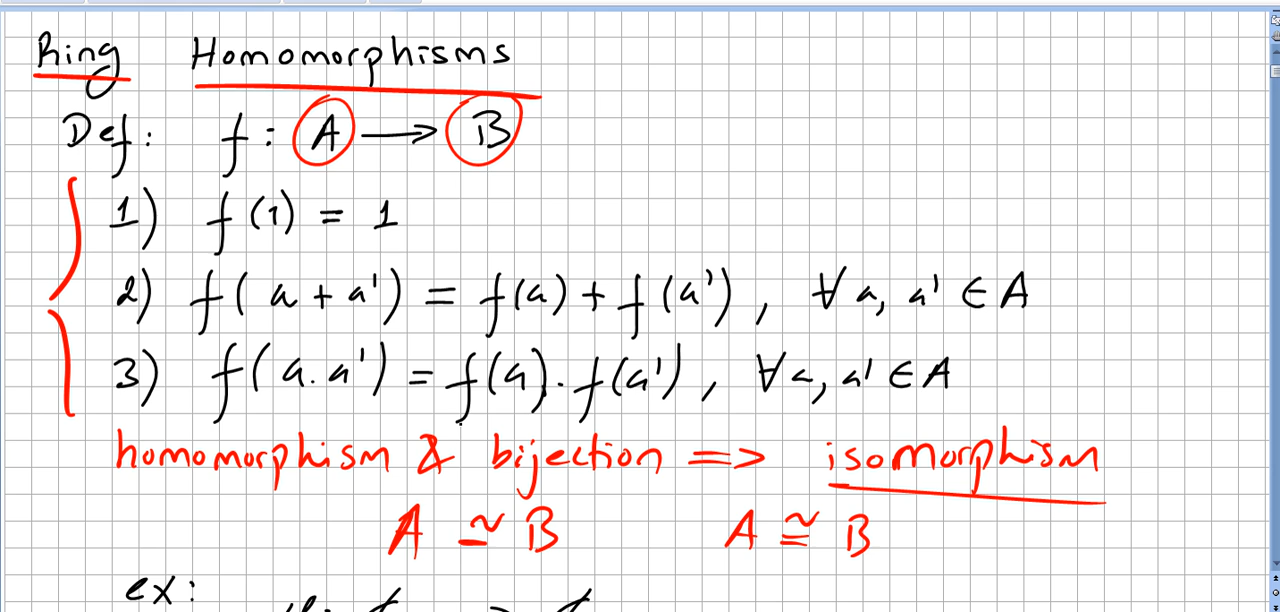 Ring Homomorphisms
Def: f: A → B
1) f(1) = 1
2) f(a + a') = f(a) + f(a'), ∀ a, a' ∈ A
3) f(a.a') = f(a).f(a'), ∀ a, a' ∈ A
homomorphism & bijection => isomorphism
A ≃ B A ≅ B
ex: